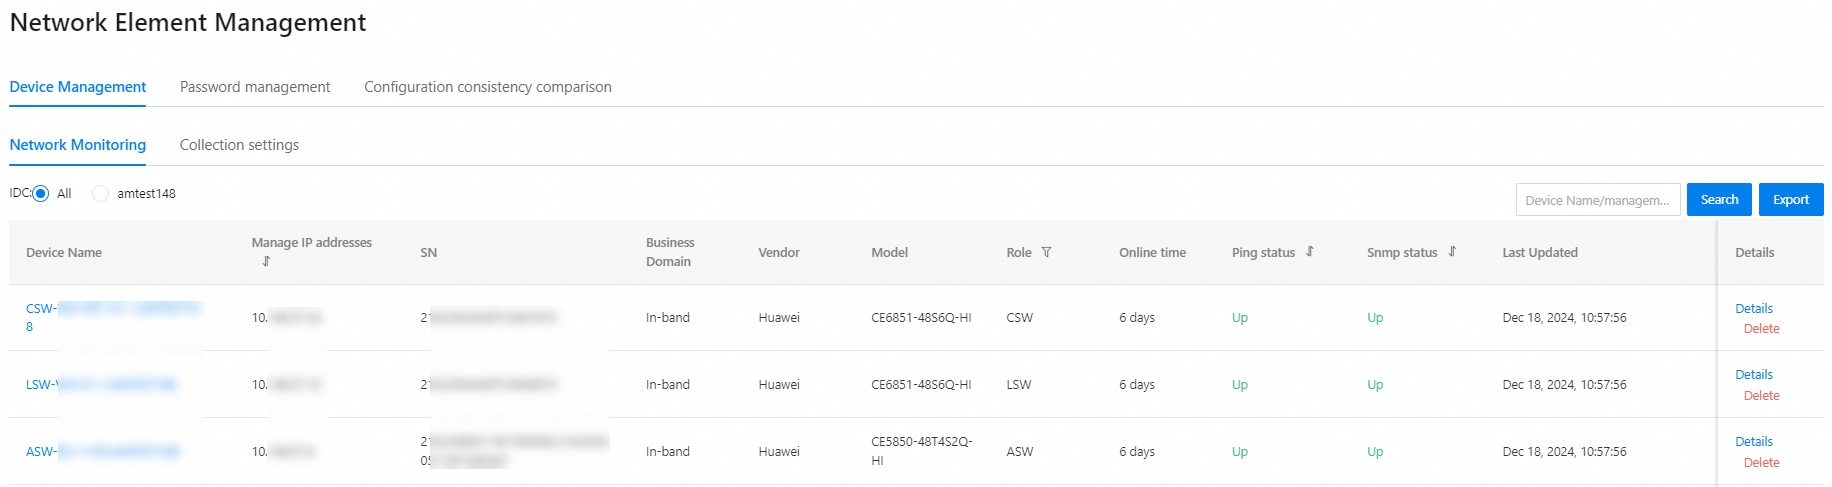 Network Element Management
Device Management Password management Configuration consistency comparison
Network Monitoring Collection settings
IDC: All amtest148
Device Name/managem... Search Export
Device Name Manage IP addresses SN Business Domain Vendor Model Role Online time Ping status Snmp status Last Updated Details
CSW- 8 10. 21 In-band Huawei CE6851-48S6Q-HI CSW 6 days Up Up Dec 18, 2024, 10:57:56 Details Delete
LSW- 10. 21 In-band Huawei CE6851-48S6Q-HI LSW 6 days Up Up Dec 18, 2024, 10:57:56 Details Delete
ASW- 10. 21 05 In-band Huawei CE5850-48T4S2Q-HI ASW 6 days Up Up Dec 18, 2024, 10:57:56 Details Delete